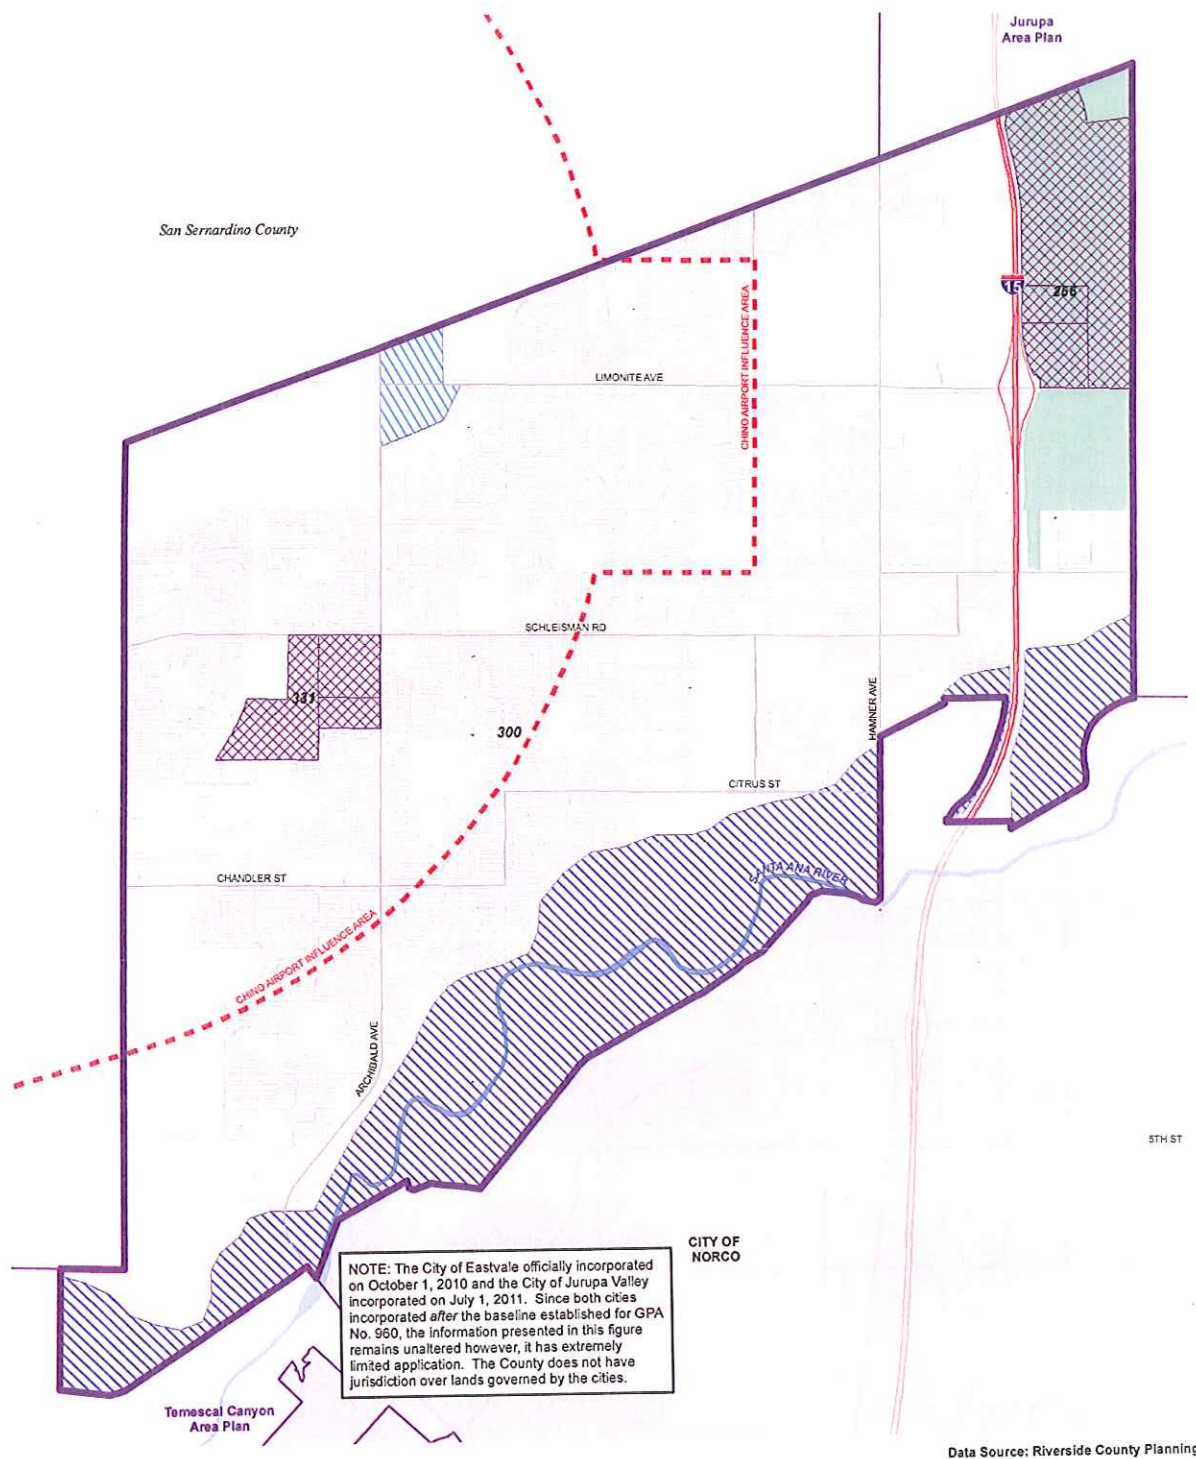 Jurupa
Area Plan
San Sernardino County
15
266
CHINO AIRPORT INFLUENCE AREA
LIMONITE AVE
SCHLEISMAN RD
331
300
HAMNER AVE
CITRUS ST
SANTA ANA RIVER
CHANDLER ST
CHINO AIRPORT INFLUENCE AREA
ARCHIBALD AVE
5TH ST
CITY OF
NORCO
NOTE: The City of Eastvale officially incorporated
on October 1, 2010 and the City of Jurupa Valley
incorporated on July 1, 2011. Since both cities
incorporated after the baseline established for GPA
No. 960, the information presented in this figure
remains unaltered however, it has extremely
limited application. The County does not have
jurisdiction over lands governed by the cities.
Temescal Canyon
Area Plan
Data Source: Riverside County Planning